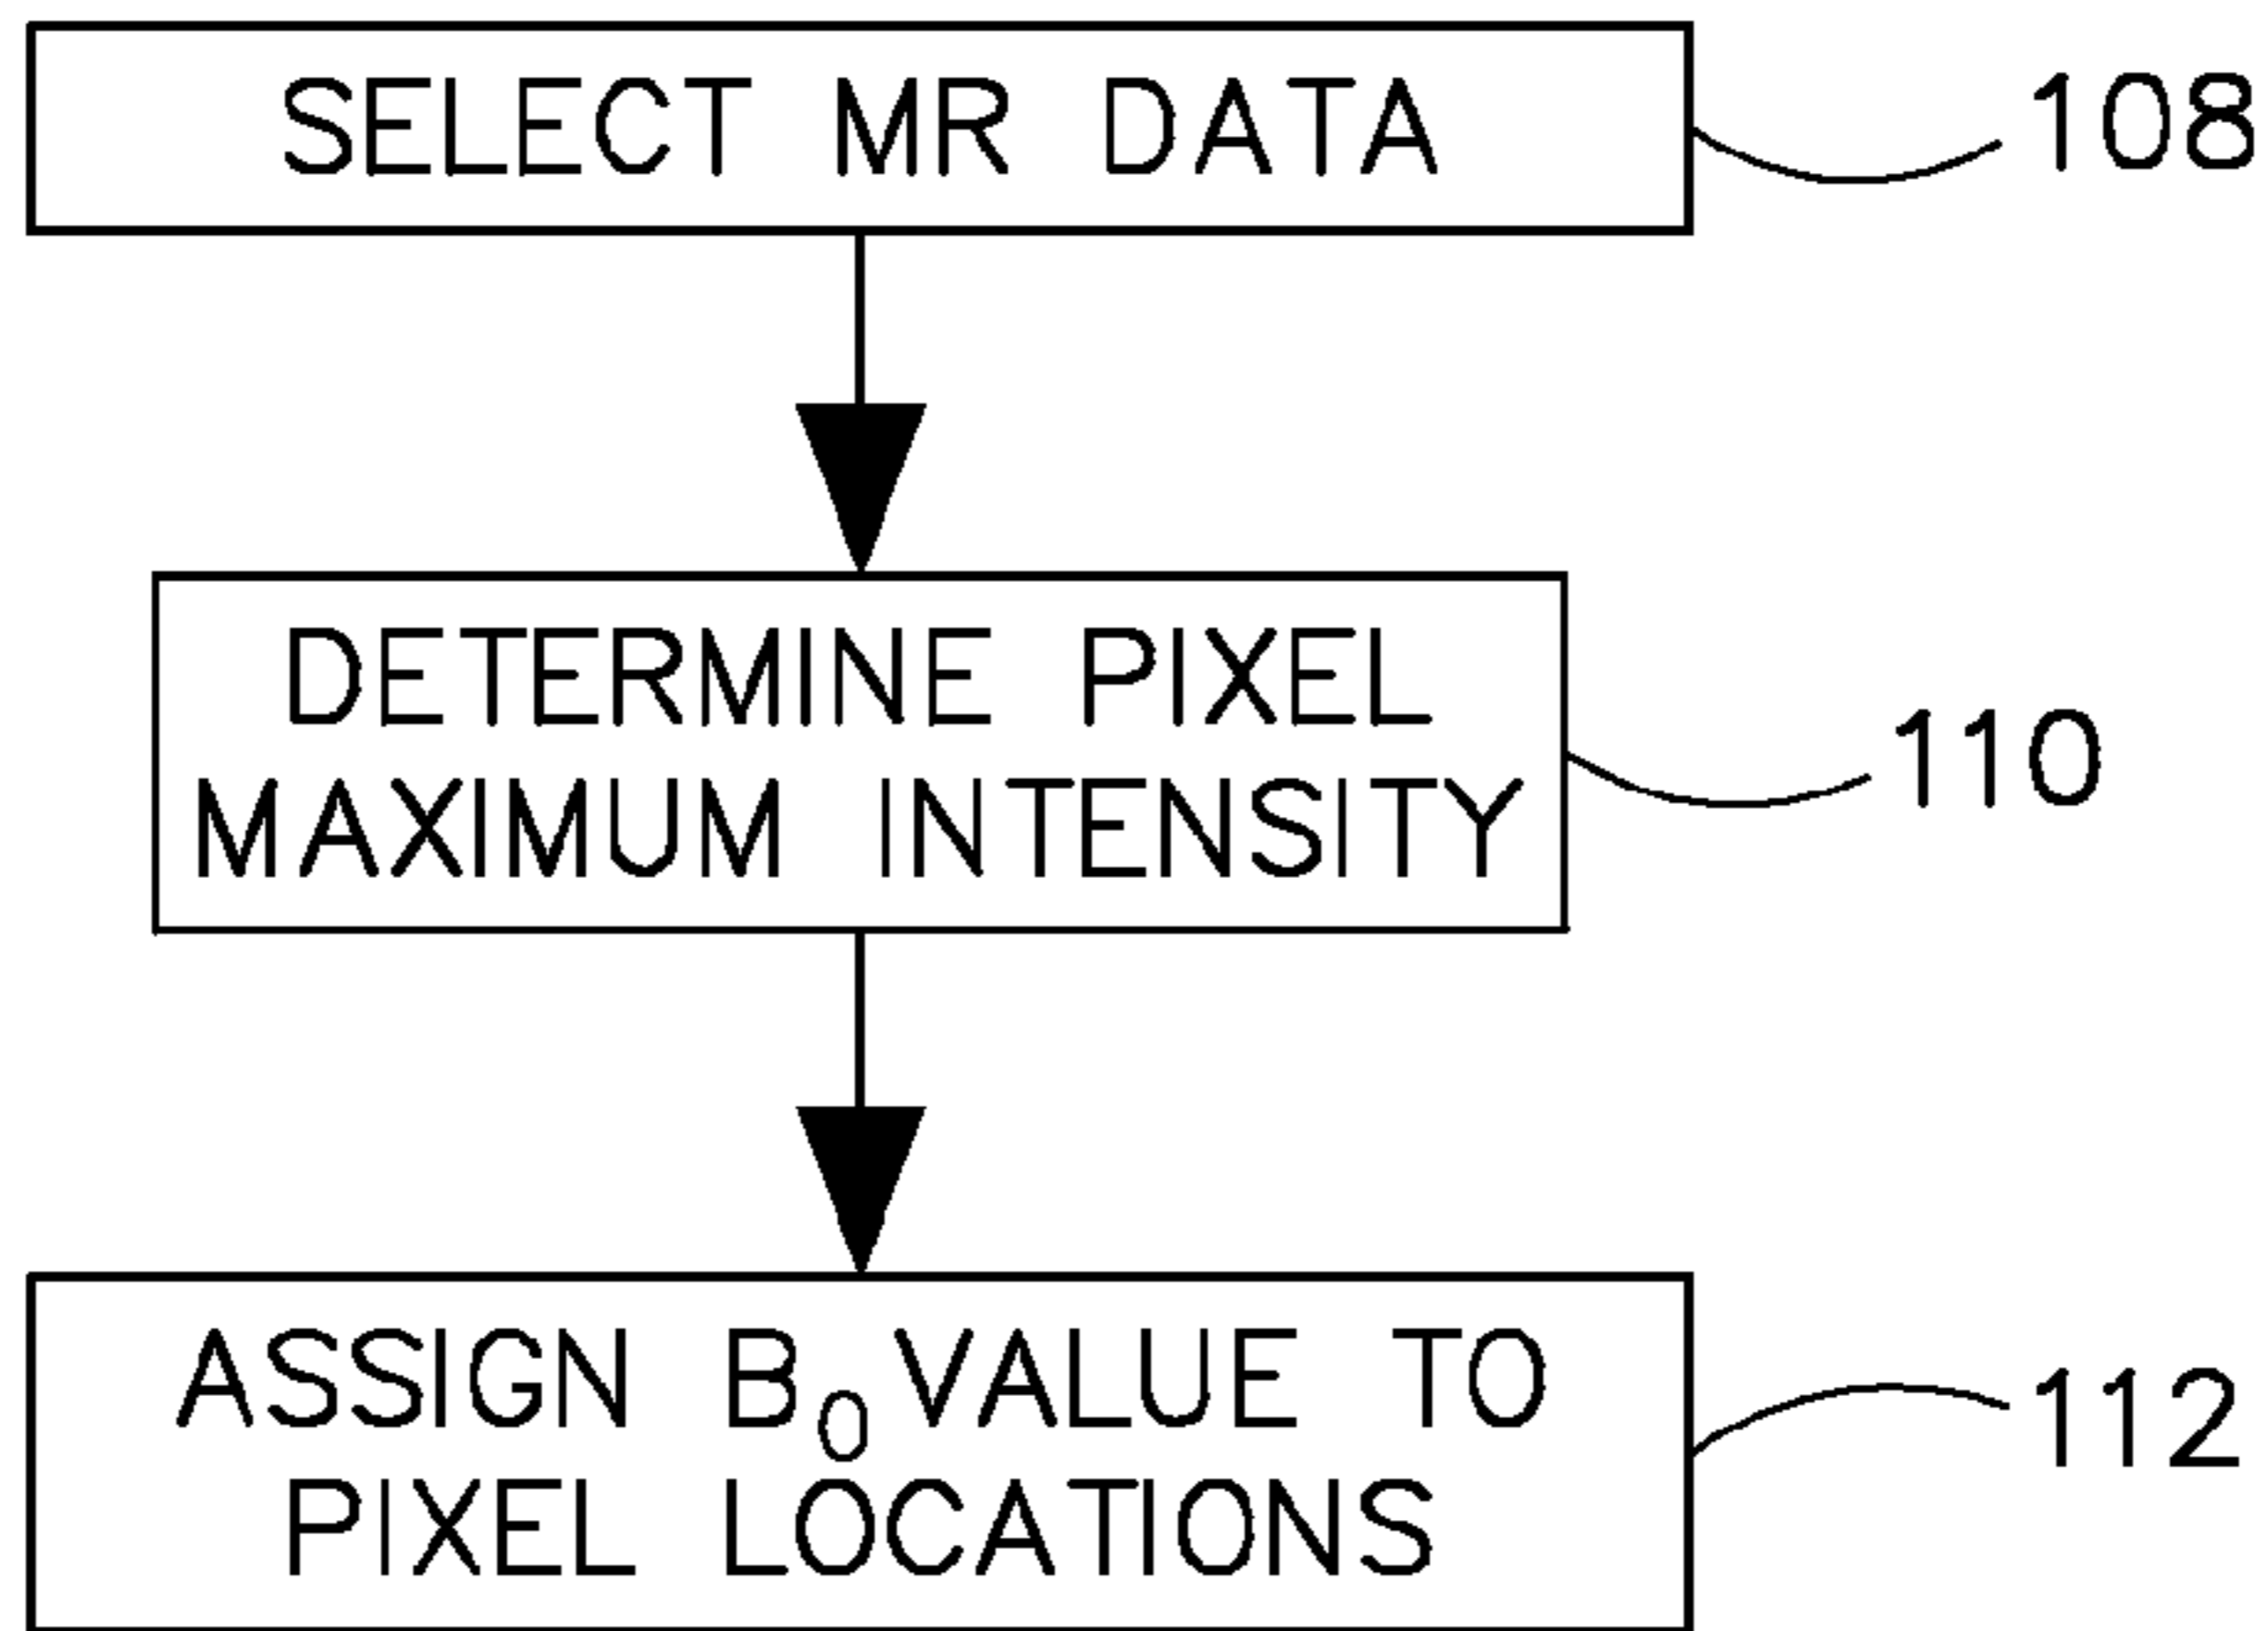 SELECT MR DATA
108
DETERMINE PIXEL
MAXIMUM INTENSITY
110
ASSIGN B₀ VALUE TO
PIXEL LOCATIONS
112